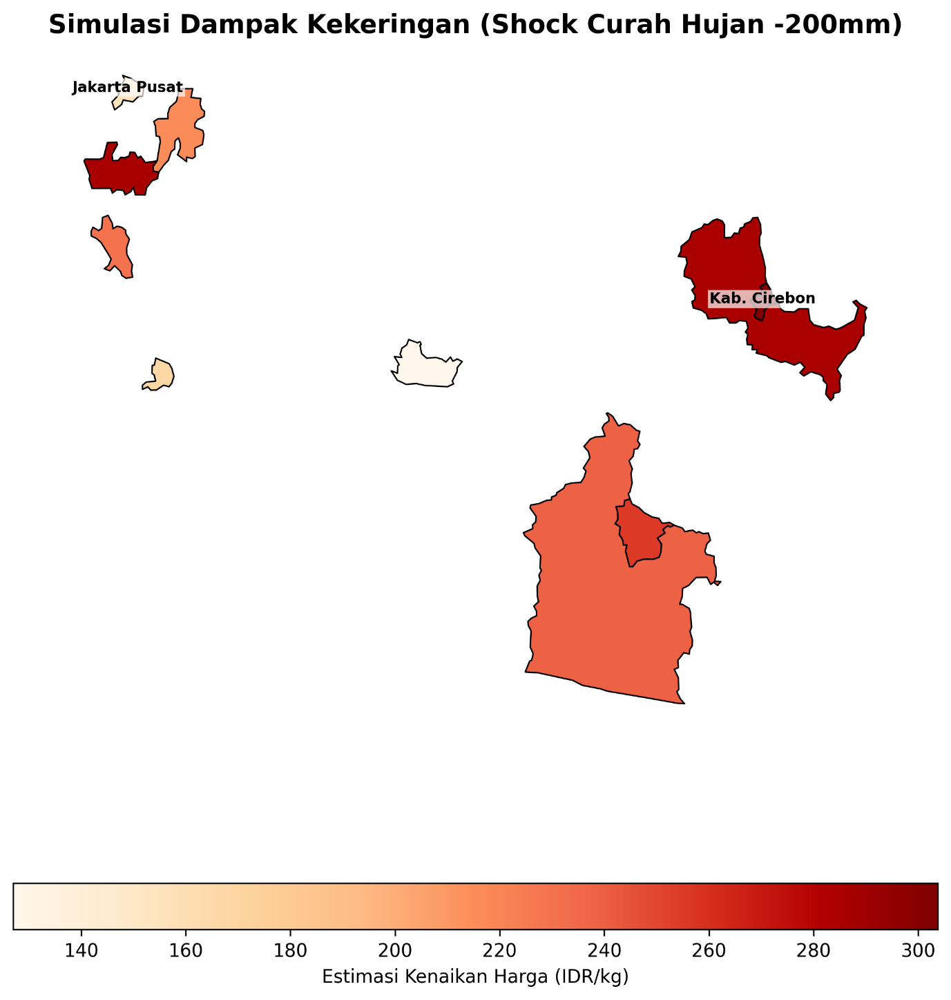 Simulasi Dampak Kekeringan (Shock Curah Hujan -200mm)
Jakarta Pusat
Kab. Cirebon
140 160 180 200 220 240 260 280 300
Estimasi Kenaikan Harga (IDR/kg)